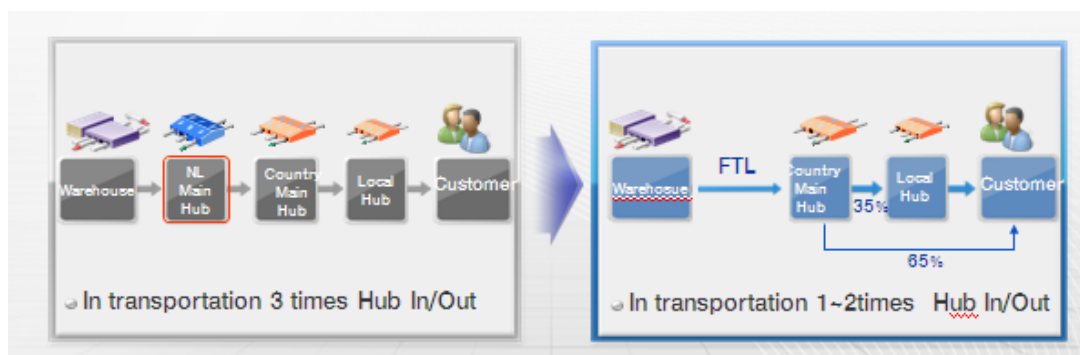 Warehouse
NL
Main
Hub
Country
Main
Hub
Local
Hub
Customer
In transportation 3 times Hub In/Out
Warehosue
FTL
Country
Main
Hub
35%
Local
Hub
Customer
65%
In transportation 1~2times Hub In/Out